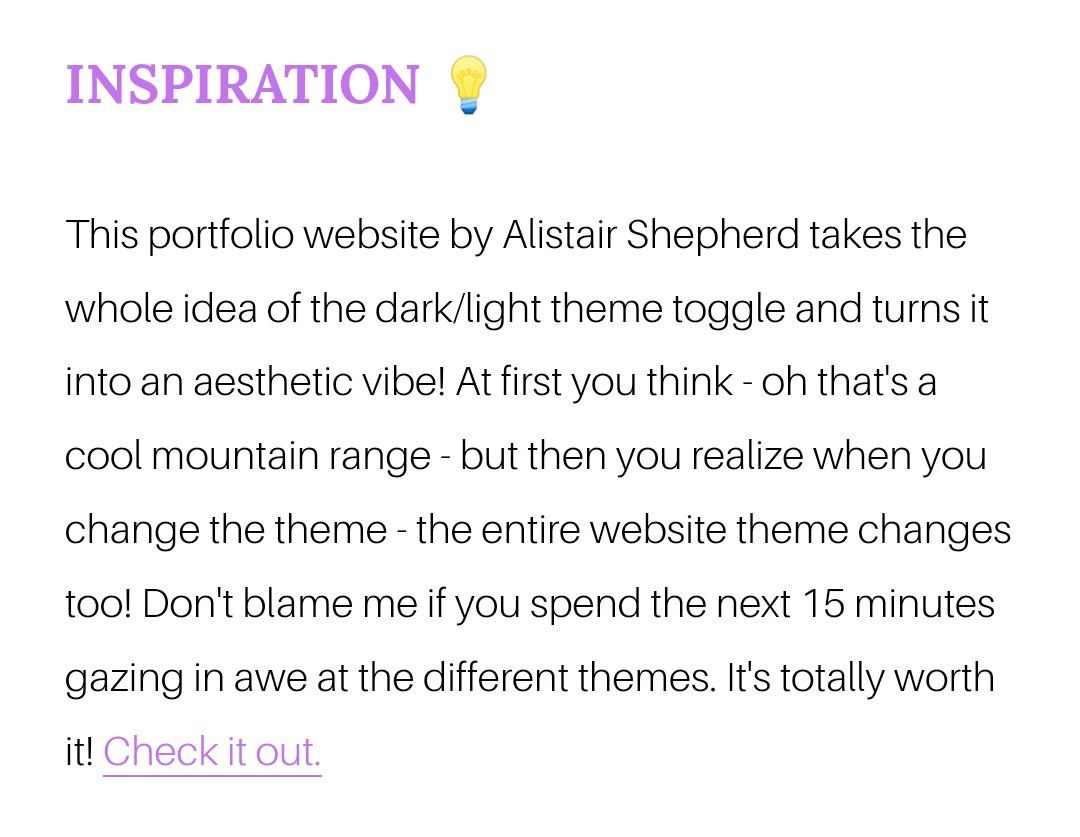 INSPIRATION 💡
This portfolio website by Alistair Shepherd takes the
whole idea of the dark/light theme toggle and turns it
into an aesthetic vibe! At first you think - oh that's a
cool mountain range - but then you realize when you
change the theme - the entire website theme changes
too! Don't blame me if you spend the next 15 minutes
gazing in awe at the different themes. It's totally worth
it! Check it out.